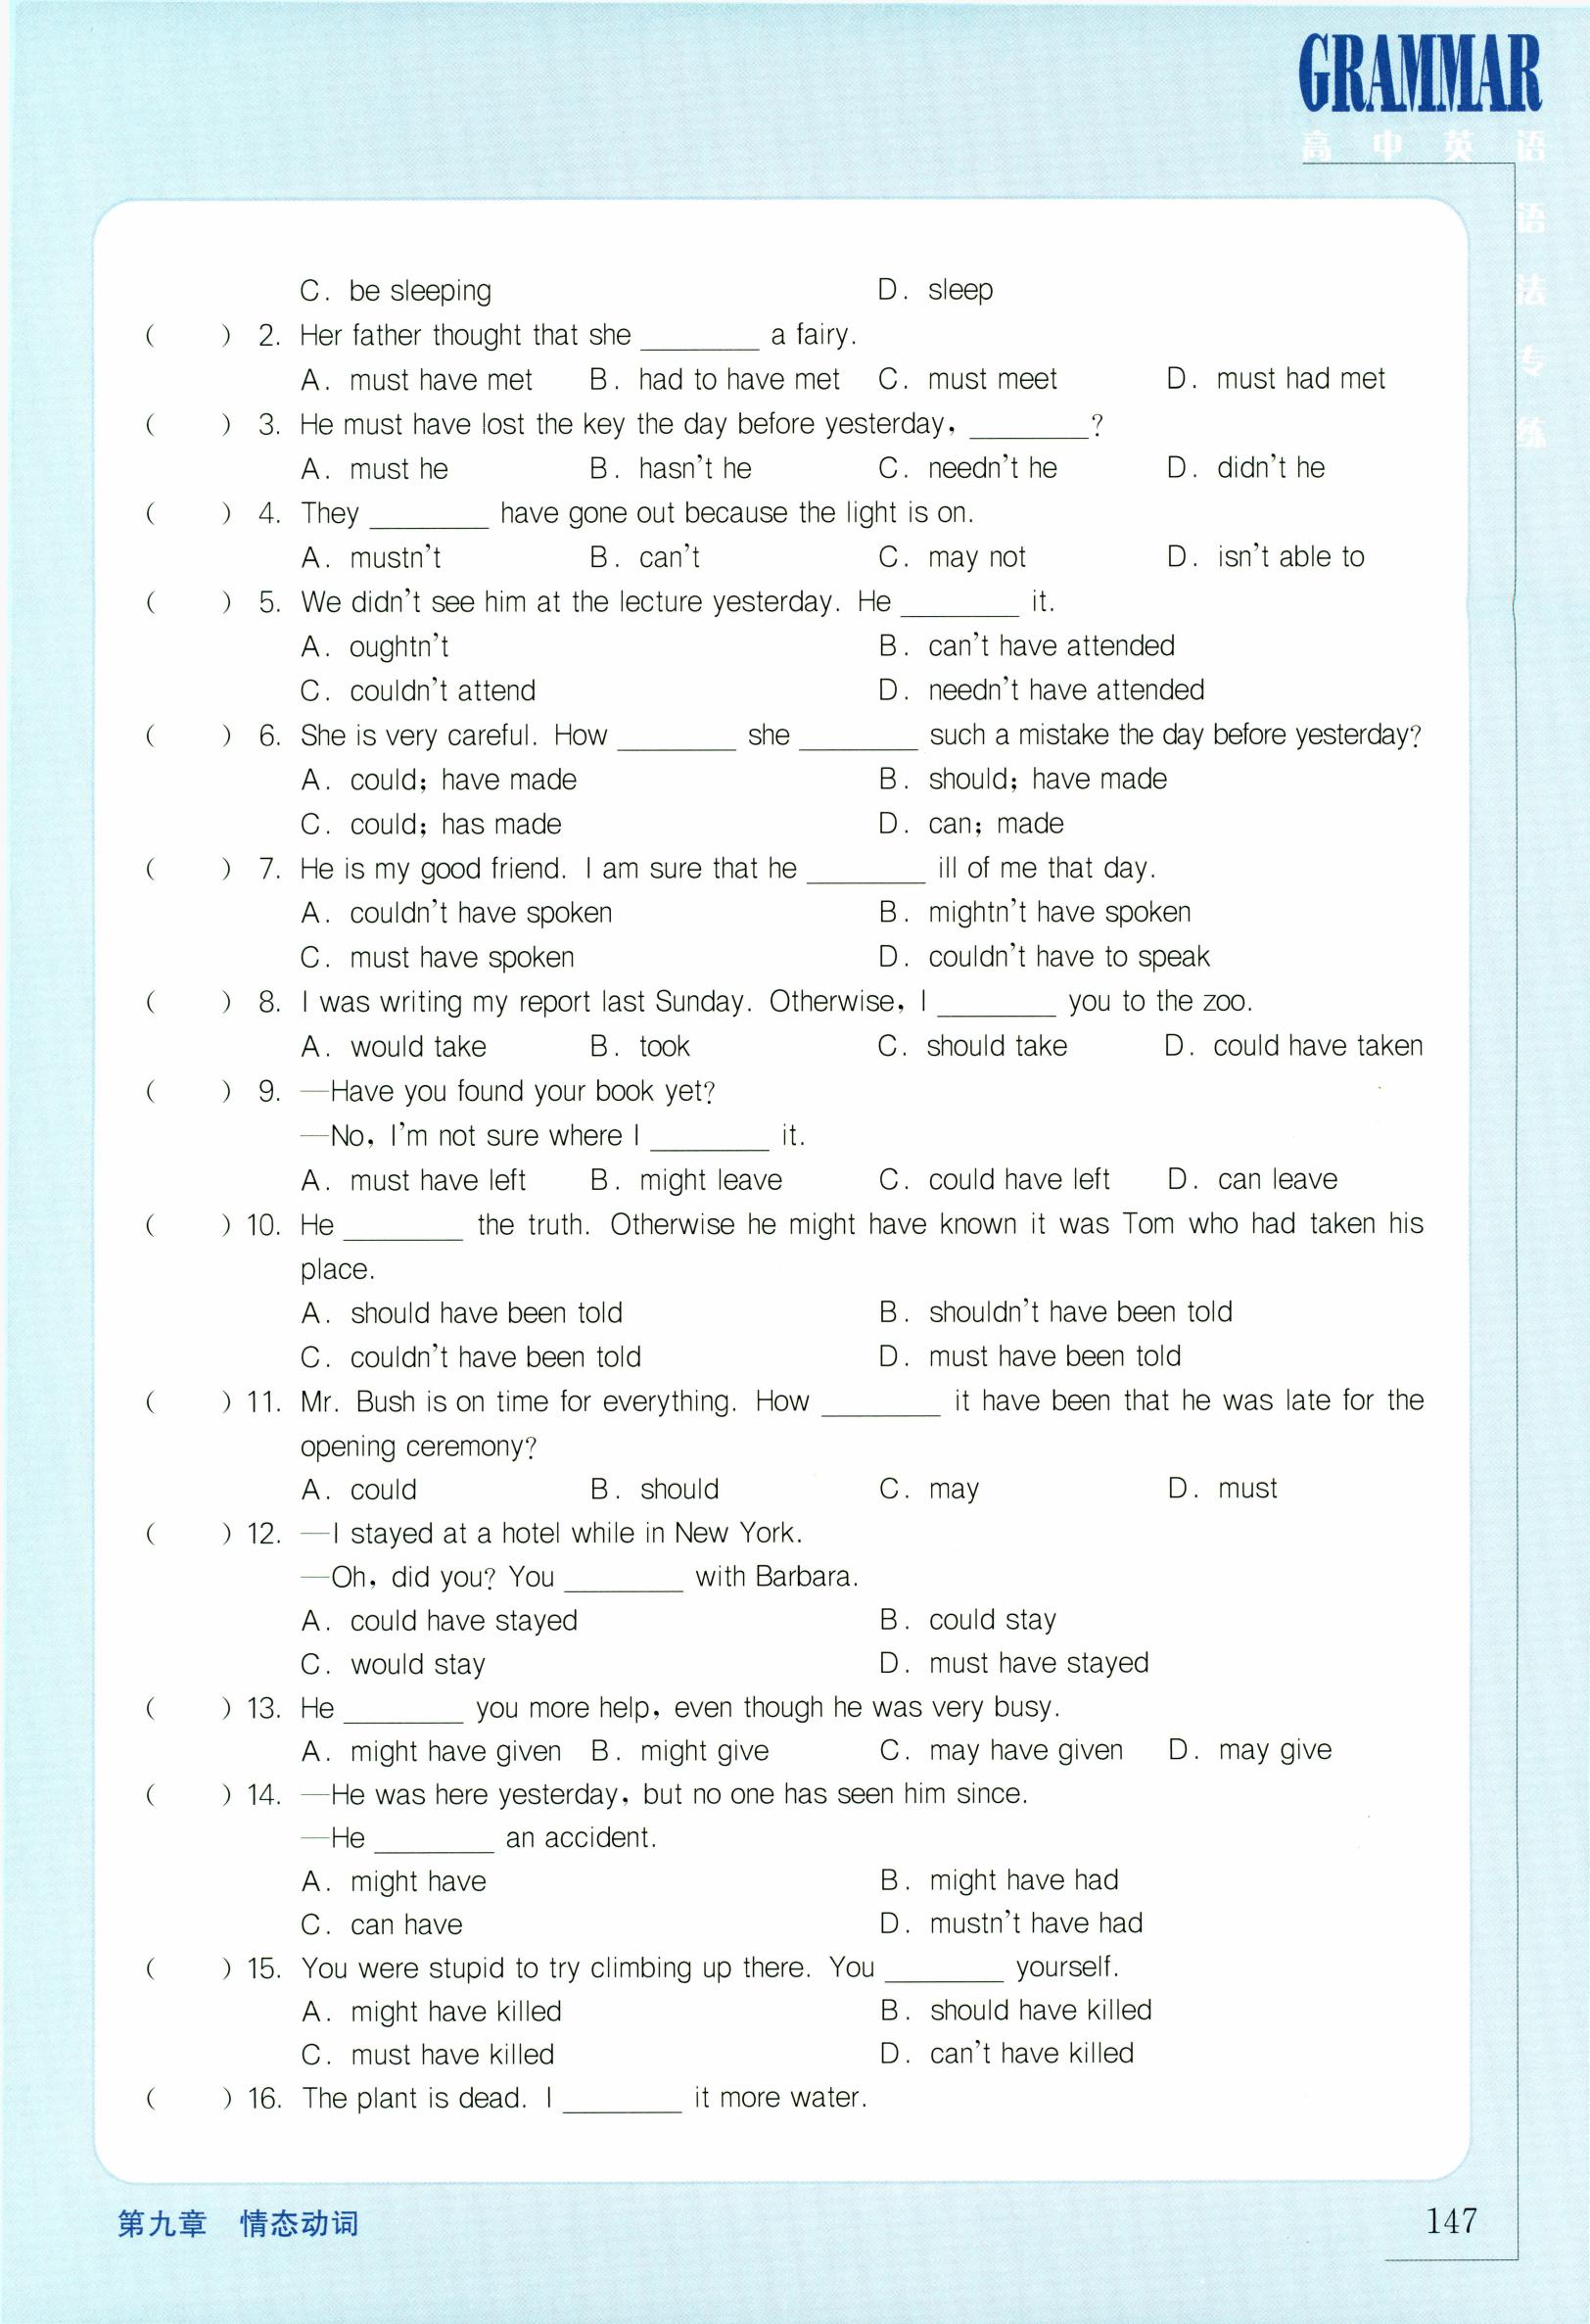 GRAMMAR
高中英语
语
法
专
练
C. be sleeping D. sleep
( ) 2. Her father thought that she ________ a fairy.
A. must have met B. had to have met C. must meet D. must had met
( ) 3. He must have lost the key the day before yesterday, ________?
A. must he B. hasn't he C. needn't he D. didn't he
( ) 4. They ________ have gone out because the light is on.
A. mustn't B. can't C. may not D. isn't able to
( ) 5. We didn't see him at the lecture yesterday. He ________ it.
A. oughtn't B. can't have attended
C. couldn't attend D. needn't have attended
( ) 6. She is very careful. How ________ she ________ such a mistake the day before yesterday?
A. could; have made B. should; have made
C. could; has made D. can; made
( ) 7. He is my good friend. I am sure that he ________ ill of me that day.
A. couldn't have spoken B. mightn't have spoken
C. must have spoken D. couldn't have to speak
( ) 8. I was writing my report last Sunday. Otherwise, I ________ you to the zoo.
A. would take B. took C. should take D. could have taken
( ) 9. —Have you found your book yet?
—No, I'm not sure where I ________ it.
A. must have left B. might leave C. could have left D. can leave
( ) 10. He ________ the truth. Otherwise he might have known it was Tom who had taken his
place.
A. should have been told B. shouldn't have been told
C. couldn't have been told D. must have been told
( ) 11. Mr. Bush is on time for everything. How ________ it have been that he was late for the
opening ceremony?
A. could B. should C. may D. must
( ) 12. —I stayed at a hotel while in New York.
—Oh, did you? You ________ with Barbara.
A. could have stayed B. could stay
C. would stay D. must have stayed
( ) 13. He ________ you more help, even though he was very busy.
A. might have given B. might give C. may have given D. may give
( ) 14. —He was here yesterday, but no one has seen him since.
—He ________ an accident.
A. might have B. might have had
C. can have D. mustn't have had
( ) 15. You were stupid to try climbing up there. You ________ yourself.
A. might have killed B. should have killed
C. must have killed D. can't have killed
( ) 16. The plant is dead. I ________ it more water.
第九章 情态动词 147